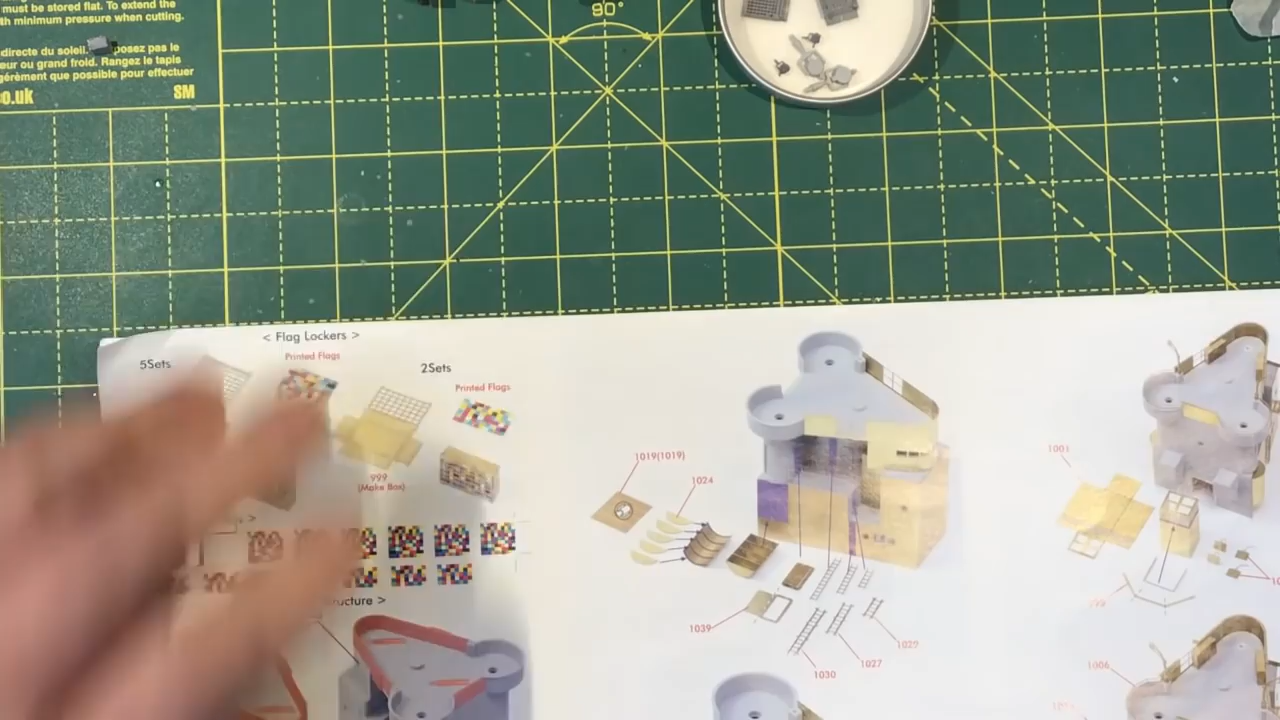 must be stored flat. To extend the
th minimum pressure when cutting.
directe du soleil. posez pas le
eur ou grand froid. Rangez le tapis
gèrément que possible pour effectuer
o.uk SM
90°
< Flag Lockers >
5Sets
Printed Flags
2Sets
Printed Flags
999
(Make Box)
ucture >
1019(1019)
1024
1039
1030
1027
1029
1001
1006